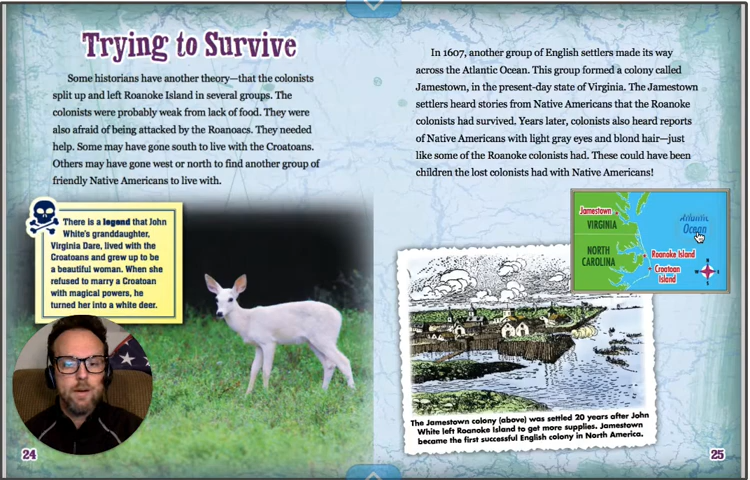 Trying to Survive
Some historians have another theory—that the colonists
split up and left Roanoke Island in several groups. The
colonists were probably weak from lack of food. They were
also afraid of being attacked by the Roanoacs. They needed
help. Some may have gone south to live with the Croatoans.
Others may have gone west or north to find another group of
friendly Native Americans to live with.
There is a legend that John
White's granddaughter,
Virginia Dare, lived with the
Croatoans and grew up to be
a beautiful woman. When she
refused to marry a Croatoan
with magical powers, he
turned her into a white deer.
24
In 1607, another group of English settlers made its way
across the Atlantic Ocean. This group formed a colony called
Jamestown, in the present-day state of Virginia. The Jamestown
settlers heard stories from Native Americans that the Roanoke
colonists had survived. Years later, colonists also heard reports
of Native Americans with light gray eyes and blond hair—just
like some of the Roanoke colonists had. These could have been
children the lost colonists had with Native Americans!
Jamestown
VIRGINIA
Atlantic
Ocean
NORTH
CAROLINA
Roanoke Island
Croatoan
Island
N
W E
S
The Jamestown colony (above) was settled 20 years after John
White left Roanoke Island to get more supplies. Jamestown
became the first successful English colony in North America.
25